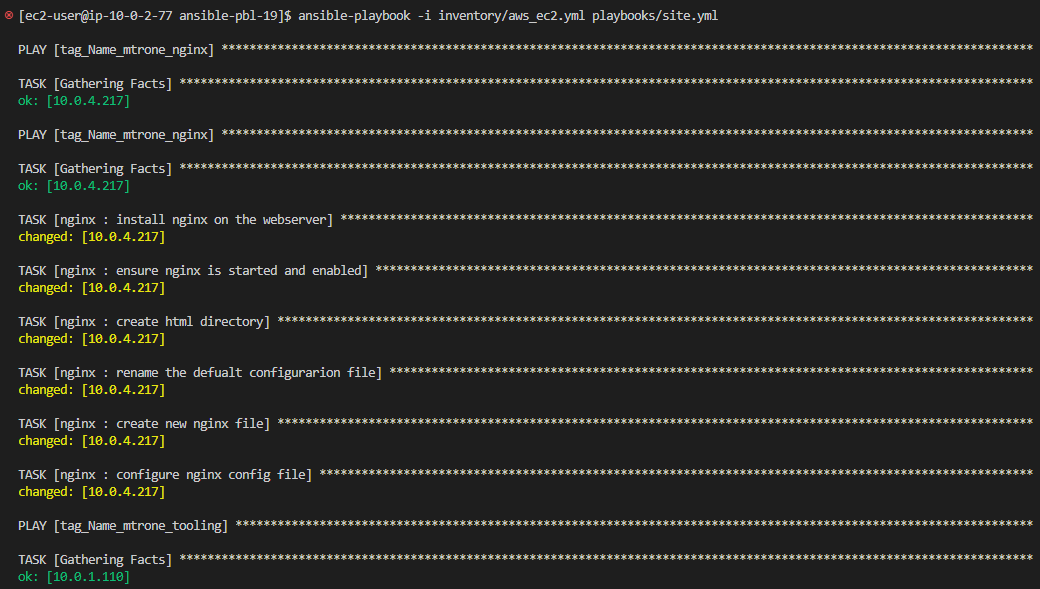 [ec2-user@ip-10-0-2-77 ansible-pbl-19]$ ansible-playbook -i inventory/aws_ec2.yml playbooks/site.yml
PLAY [tag_Name_mtrone_nginx] ********************************************************************************************************************
TASK [Gathering Facts] **************************************************************************************************************************
ok: [10.0.4.217]
PLAY [tag_Name_mtrone_nginx] ********************************************************************************************************************
TASK [Gathering Facts] **************************************************************************************************************************
ok: [10.0.4.217]
TASK [nginx : install nginx on the webserver] ***************************************************************************************************
changed: [10.0.4.217]
TASK [nginx : ensure nginx is started and enabled] **********************************************************************************************
changed: [10.0.4.217]
TASK [nginx : create html directory] ************************************************************************************************************
changed: [10.0.4.217]
TASK [nginx : rename the defualt configurarion file] ********************************************************************************************
changed: [10.0.4.217]
TASK [nginx : create new nginx file] ************************************************************************************************************
changed: [10.0.4.217]
TASK [nginx : configure nginx config file] ******************************************************************************************************
changed: [10.0.4.217]
PLAY [tag_Name_mtrone_tooling] ******************************************************************************************************************
TASK [Gathering Facts] **************************************************************************************************************************
ok: [10.0.1.110]